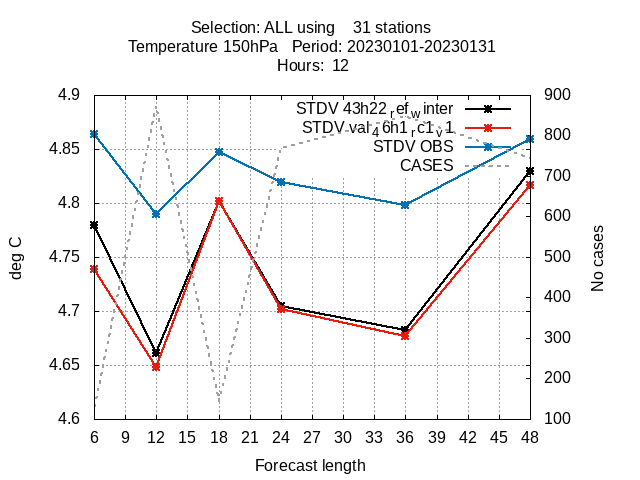 Selection: ALL using    31 stations
Temperature 150hPa   Period: 20230101-20230131
Hours:  12
4.9
4.85
4.8
4.75
4.7
4.65
4.6
deg C
STDV 43h22ref winter
STDV val46h1rc1v1
STDV OBS
CASES
900
800
700
600
500
400
300
200
100
No cases
6 9 12 15 18 21 24 27 30 33 36 39 42 45 48
Forecast length